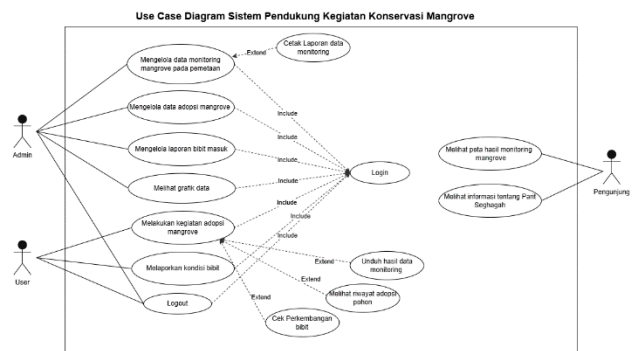 Use Case Diagram Sistem Pendukung Kegiatan Konservasi Mangrove
Cetak Laporan data
monitoring
Extend
Mengelola data monitoring
mangrove pada pemetaan
Include
Mengelola data adopsi mangrove
Include
Mengelola laporan bibit masuk
Include
Melihat grafik data
Include
Login
Admin
Melihat peta hasil monitoring
mangrove
Pengunjung
Melihat informasi tentang Pant
Seghagah
Melakukan kegiatan adopsi
mangrove
Include
Include
Include
User
Melaporkan kondisi bibil
Extend
Unduh hasil data
monitoring
Extend
Melihat riwayat adopsi
pohon
Logout
Extend
Cek Perkembangan
bibit